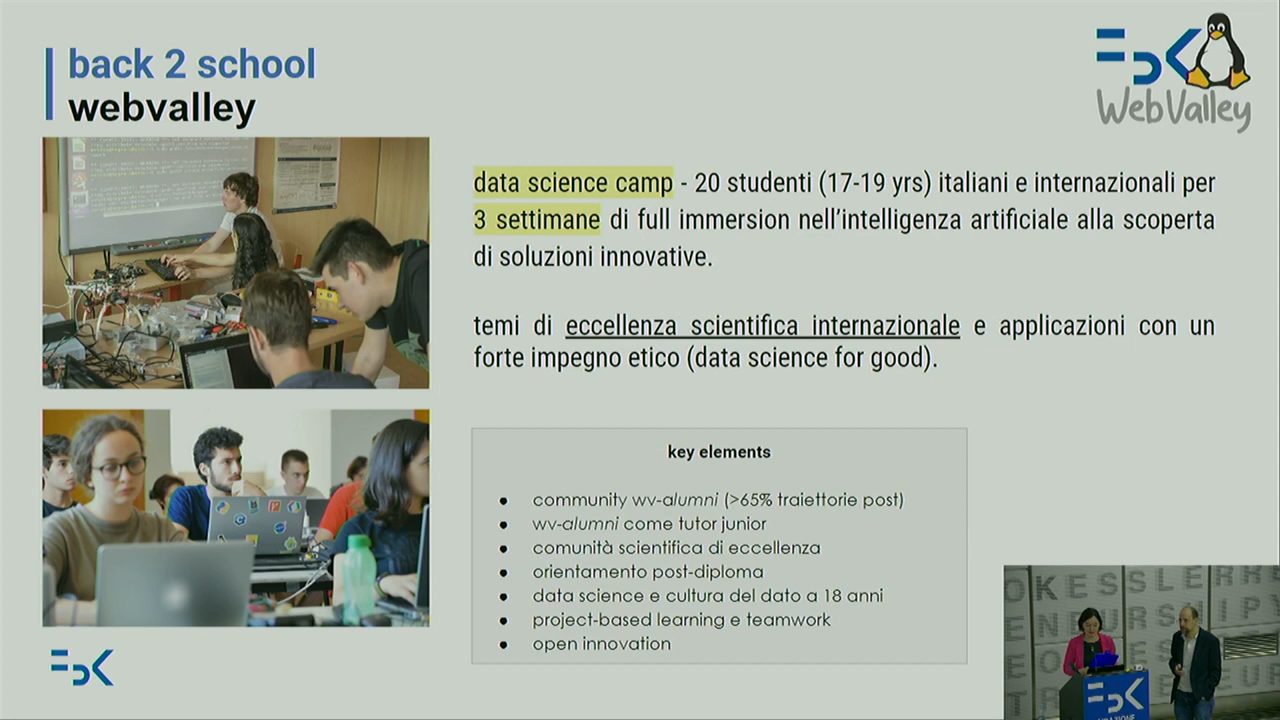 back 2 school
webvalley
FBK
WebValley
data science camp - 20 studenti (17-19 yrs) italiani e internazionali per
3 settimane di full immersion nell'intelligenza artificiale alla scoperta
di soluzioni innovative.
temi di eccellenza scientifica internazionale e applicazioni con un
forte impegno etico (data science for good).
key elements
● community wv-alumni (>65% traiettorie post)
● wv-alumni come tutor junior
● comunità scientifica di eccellenza
● orientamento post-diploma
● data science e cultura del dato a 18 anni
● project-based learning e teamwork
● open innovation
FBK
FBK